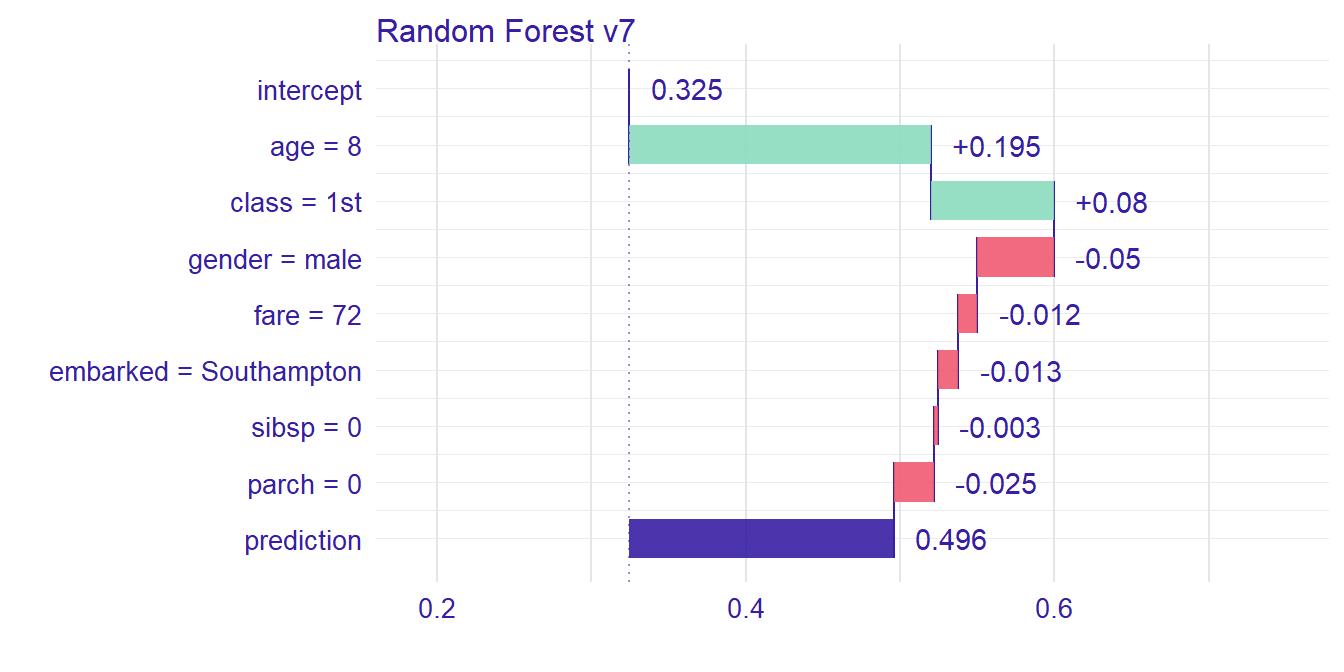 Random Forest v7
intercept 0.325
age = 8 +0.195
class = 1st +0.08
gender = male -0.05
fare = 72 -0.012
embarked = Southampton -0.013
sibsp = 0 -0.003
parch = 0 -0.025
prediction 0.496
0.2 0.4 0.6